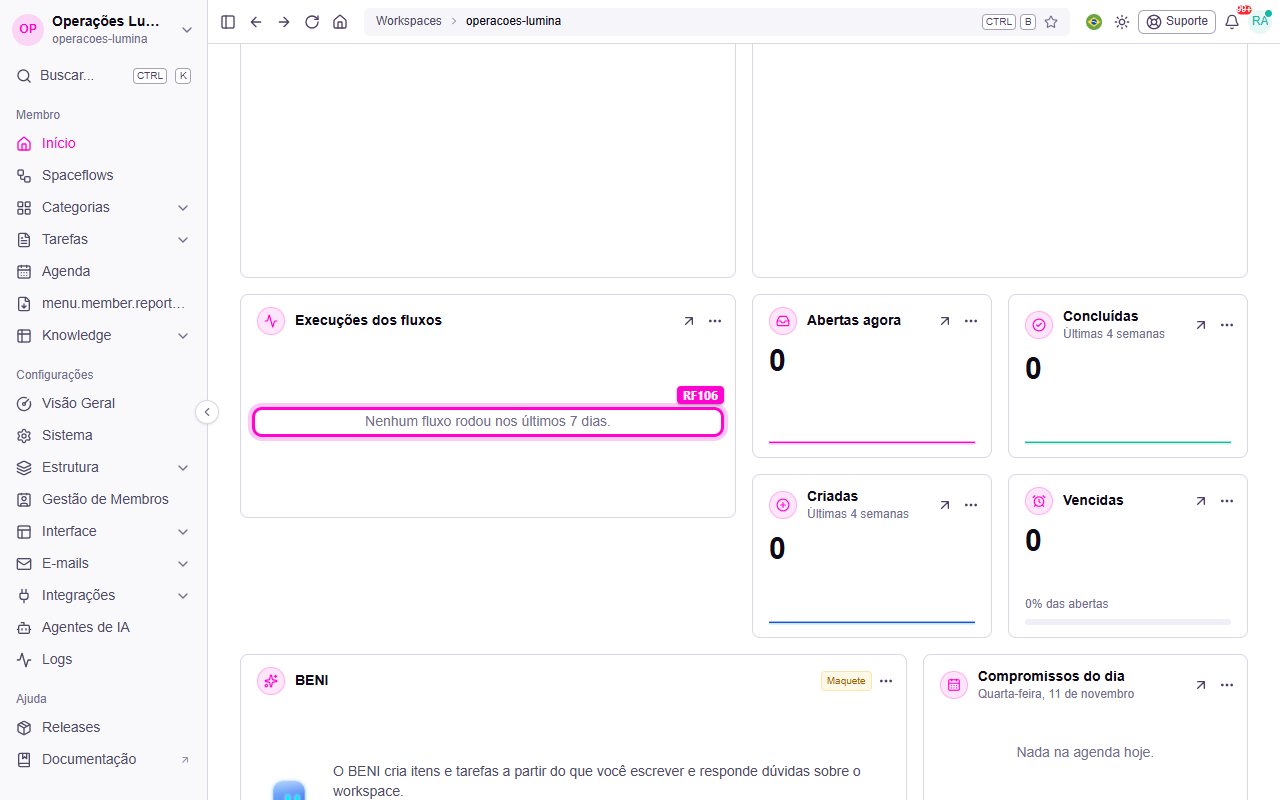 OP
Operações Lu...
operacoes-lumina
Buscar...
CTRL
K
Membro
Início
Spaceflows
Categorias
Tarefas
Agenda
menu.member.report...
Knowledge
Configurações
Visão Geral
Sistema
Estrutura
Gestão de Membros
Interface
E-mails
Integrações
Agentes de IA
Logs
Ajuda
Releases
Documentação
Workspaces
operacoes-lumina
CTRL
B
Suporte
99+
RA
Execuções dos fluxos
RF106
Nenhum fluxo rodou nos últimos 7 dias.
Abertas agora
0
Concluídas
Últimas 4 semanas
0
Criadas
Últimas 4 semanas
0
Vencidas
0
0% das abertas
BENI
Maquete
O BENI cria itens e tarefas a partir do que você escrever e responde dúvidas sobre o
workspace.
Compromissos do dia
Quarta-feira, 11 de novembro
Nada na agenda hoje.